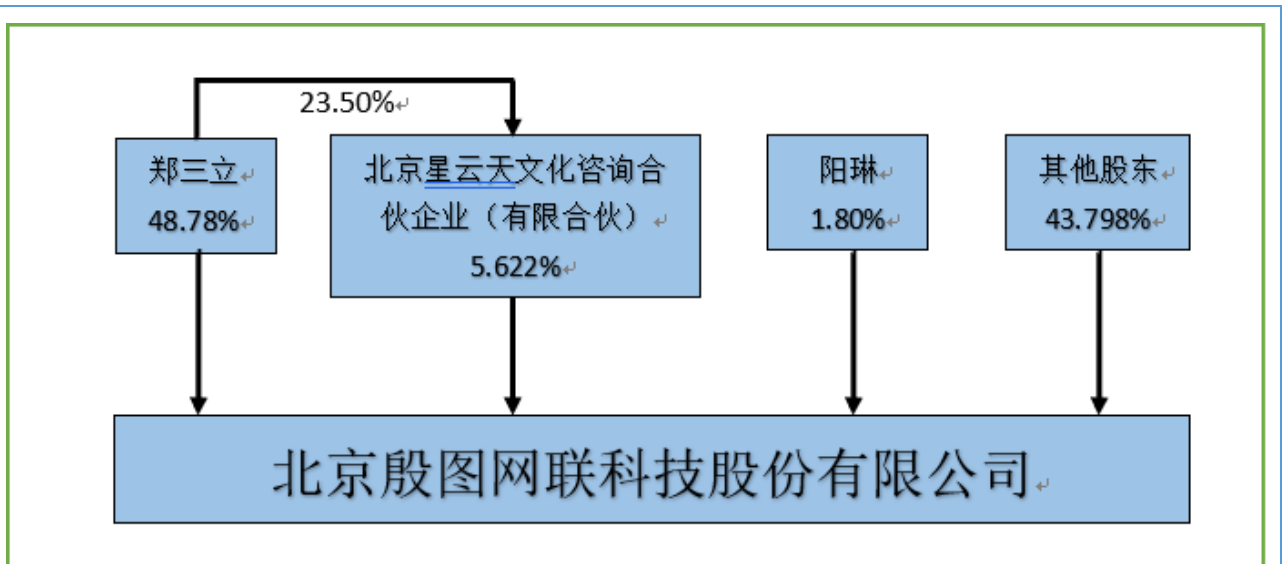 23.50%
郑三立
48.78%
北京星云天文化咨询合
伙企业（有限合伙）
5.622%
阳琳
1.80%
其他股东
43.798%
北京殷图网联科技股份有限公司